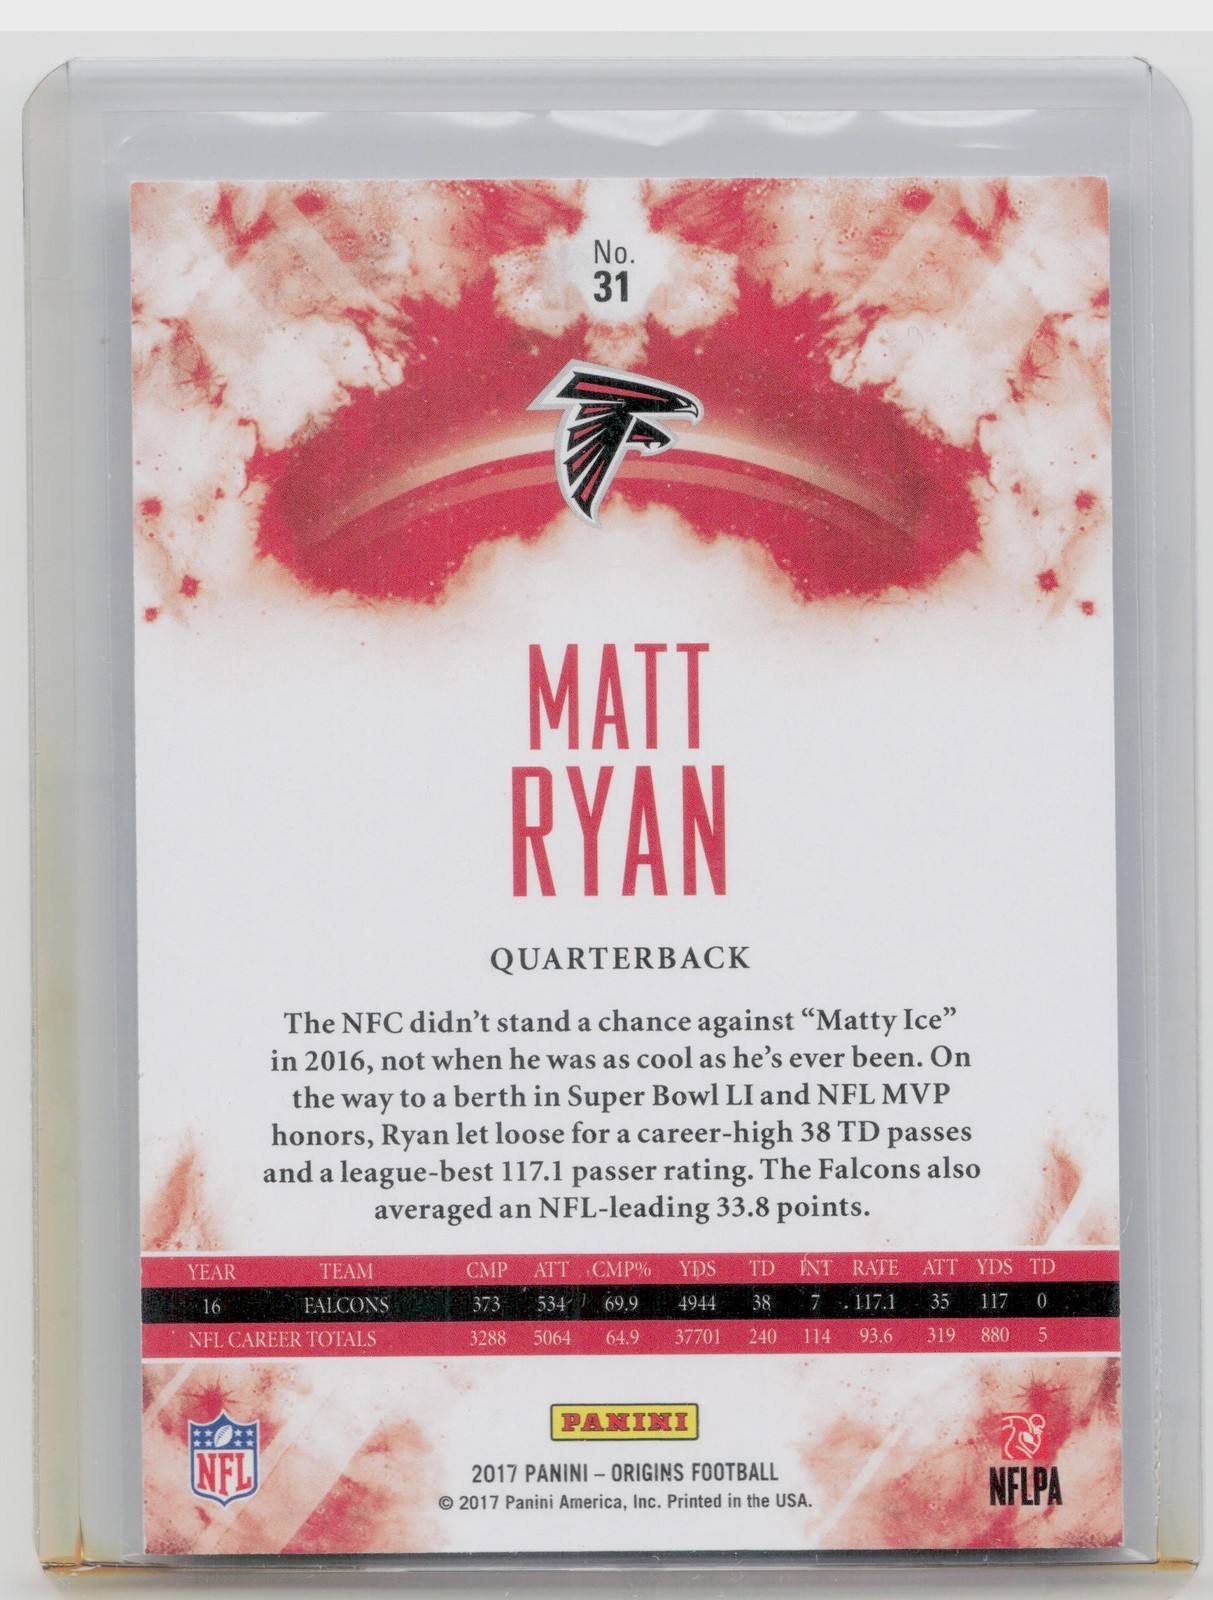 No.
31
MATT
RYAN
QUARTERBACK
The NFC didn't stand a chance against “Matty Ice”
in 2016, not when he was as cool as he's ever been. On
the way to a berth in Super Bowl LI and NFL MVP
honors, Ryan let loose for a career-high 38 TD passes
and a league-best 117.1 passer rating. The Falcons also
averaged an NFL-leading 33.8 points.
YEAR TEAM CMP ATT CMP% YDS TD INT RATE ATT YDS TD
16 FALCONS 373 534 69.9 4944 38 7 117.1 35 117 0
NFL CAREER TOTALS 3288 5064 64.9 37701 240 114 93.6 319 880 5
PANINI
NFL
2017 PANINI – ORIGINS FOOTBALL
© 2017 Panini America, Inc. Printed in the USA.
NFLPA